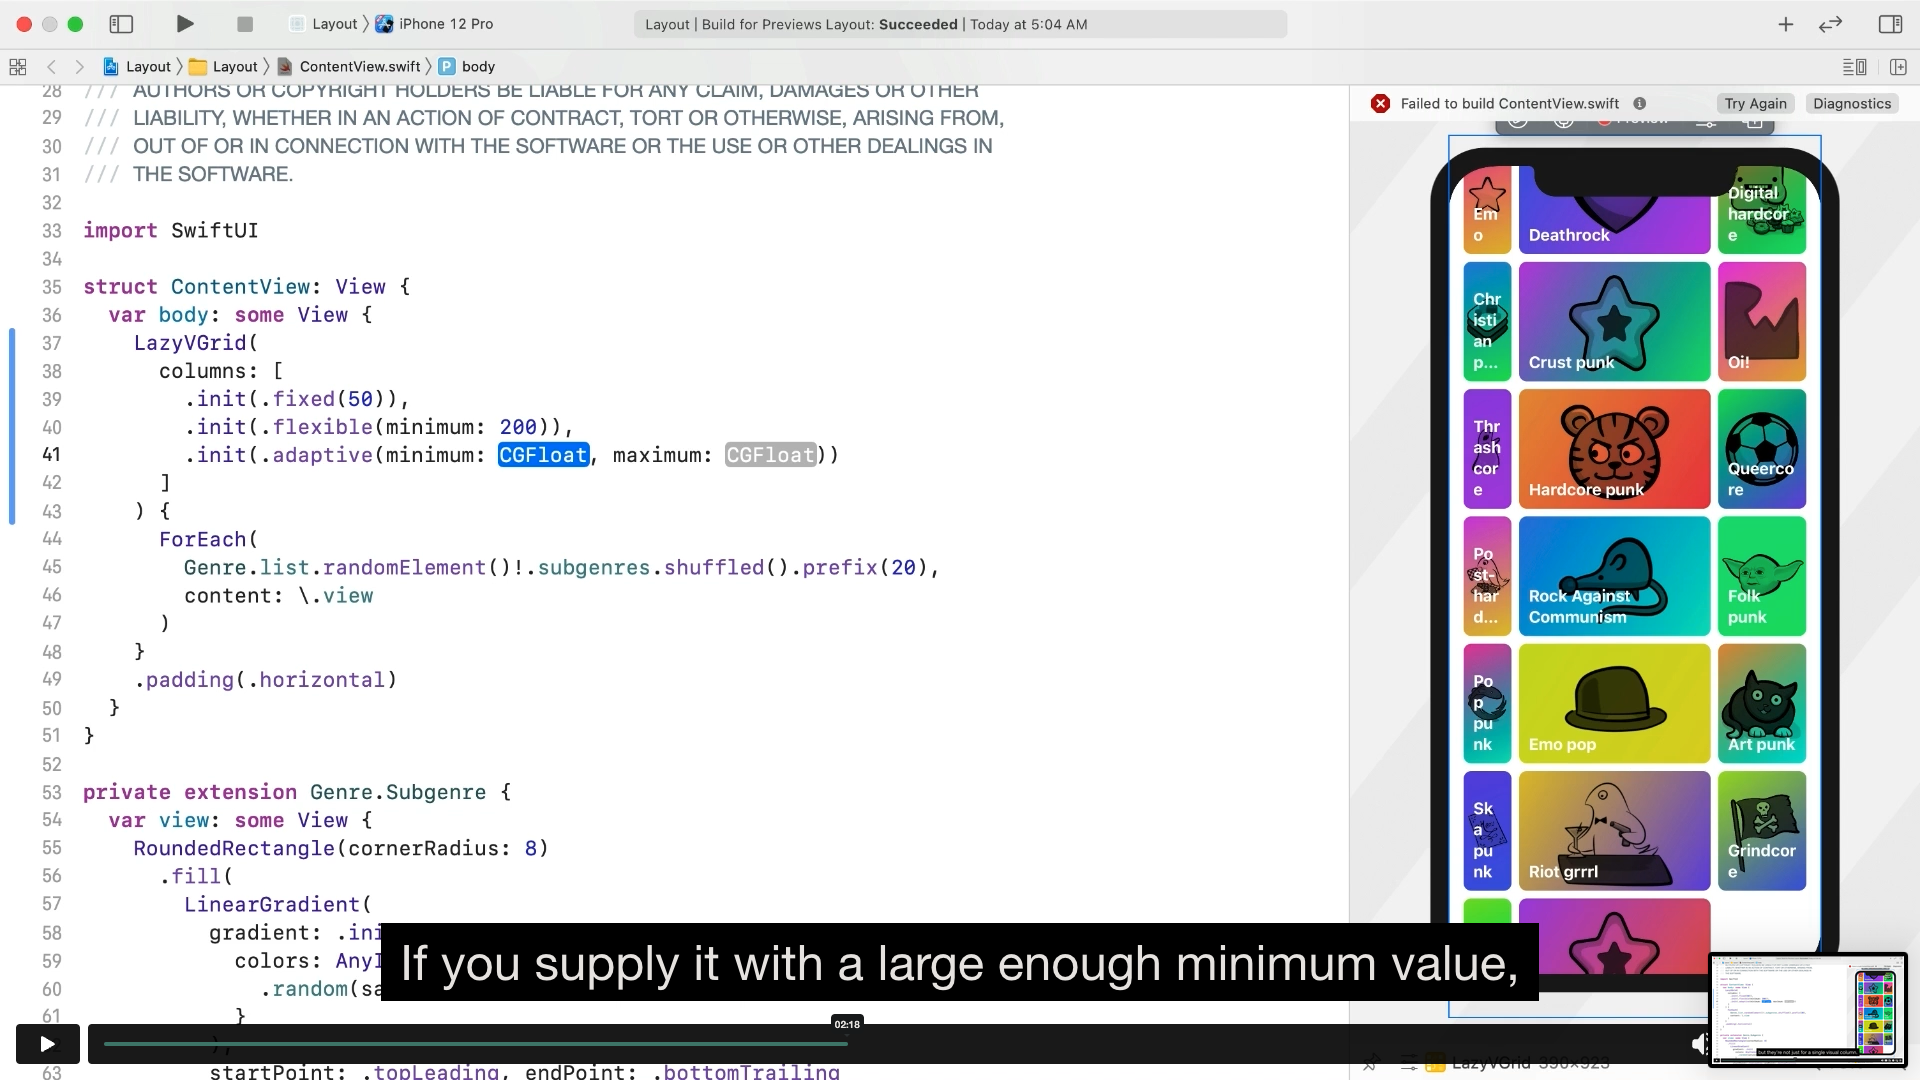 Layout 〉 iPhone 12 Pro
Layout | Build for Previews Layout: Succeeded | Today at 5:04 AM
Layout 〉 Layout 〉 ContentView.swift 〉 P body
28 /// AUTHORS OR COPYRIGHT HOLDERS BE LIABLE FOR ANY CLAIM, DAMAGES OR OTHER
29 /// LIABILITY, WHETHER IN AN ACTION OF CONTRACT, TORT OR OTHERWISE, ARISING FROM,
30 /// OUT OF OR IN CONNECTION WITH THE SOFTWARE OR THE USE OR OTHER DEALINGS IN
31 /// THE SOFTWARE.
32
33 import SwiftUI
34
35 struct ContentView: View {
36 var body: some View {
37 LazyVGrid(
38 columns: [
39 .init(.fixed(50)),
40 .init(.flexible(minimum: 200)),
41 .init(.adaptive(minimum: CGFloat, maximum: CGFloat))
42 ]
43 ) {
44 ForEach(
45 Genre.list.randomElement()!.subgenres.shuffled().prefix(20),
46 content: \.view
47 )
48 }
49 .padding(.horizontal)
50 }
51 }
52
53 private extension Genre.Subgenre {
54 var view: some View {
55 RoundedRectangle(cornerRadius: 8)
56 .fill(
57 LinearGradient(
58 gradient: .ini
59 colors: Any
60 .random(sa
61 }
),
63 startPoint: .topLeading, endPoint: .bottomTrailing
Failed to build ContentView.swift
Try Again
Diagnostics
Preview
Em
o
Deathrock
Digital
hardcor
e
Chr
isti
an
p...
Crust punk
Oi!
Thr
ash
cor
e
Hardcore punk
Queerco
re
Po
st-
har
d...
Rock Against
Communism
Folk
punk
Po
p
pu
nk
Emo pop
Art punk
Sk
a
pu
nk
Riot grrrl
Grindcor
e
If you supply it with a large enough minimum value,
02:18
LazyVGrid 390×923
but they're not just for a single visual column.